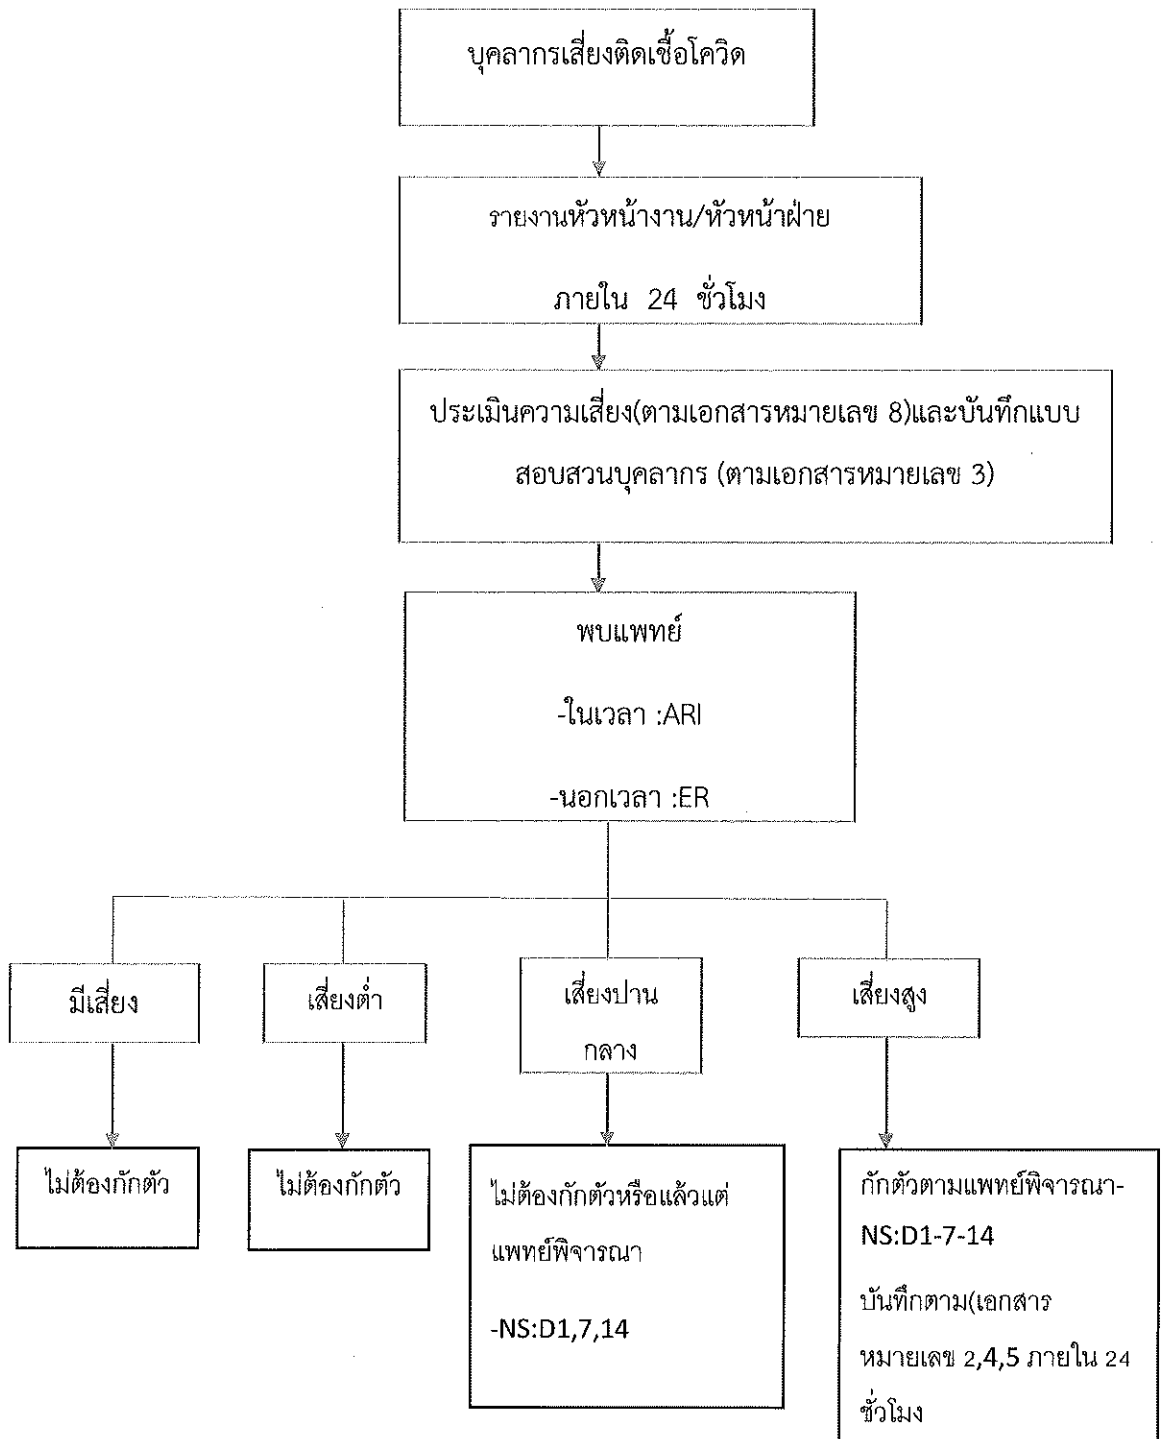 บุคลากรเสี่ยงติดเชื้อโควิด
รายงานหัวหน้างาน/หัวหน้าฝ่าย
ภายใน 24 ชั่วโมง
ประเมินความเสี่ยง(ตามเอกสารหมายเลข 8)และบันทึกแบบ
สอบสวนบุคลากร (ตามเอกสารหมายเลข 3)
พบแพทย์
-ในเวลา :ARI
-นอกเวลา :ER
มีเสี่ยง
เสี่ยงต่ำ
เสี่ยงปาน
กลาง
เสี่ยงสูง
ไม่ต้องกักตัว
ไม่ต้องกักตัว
ไม่ต้องกักตัวหรือแล้วแต่
แพทย์พิจารณา
-NS:D1,7,14
กักตัวตามแพทย์พิจารณา-
NS:D1-7-14
บันทึกตาม(เอกสาร
หมายเลข 2,4,5 ภายใน 24
ชั่วโมง